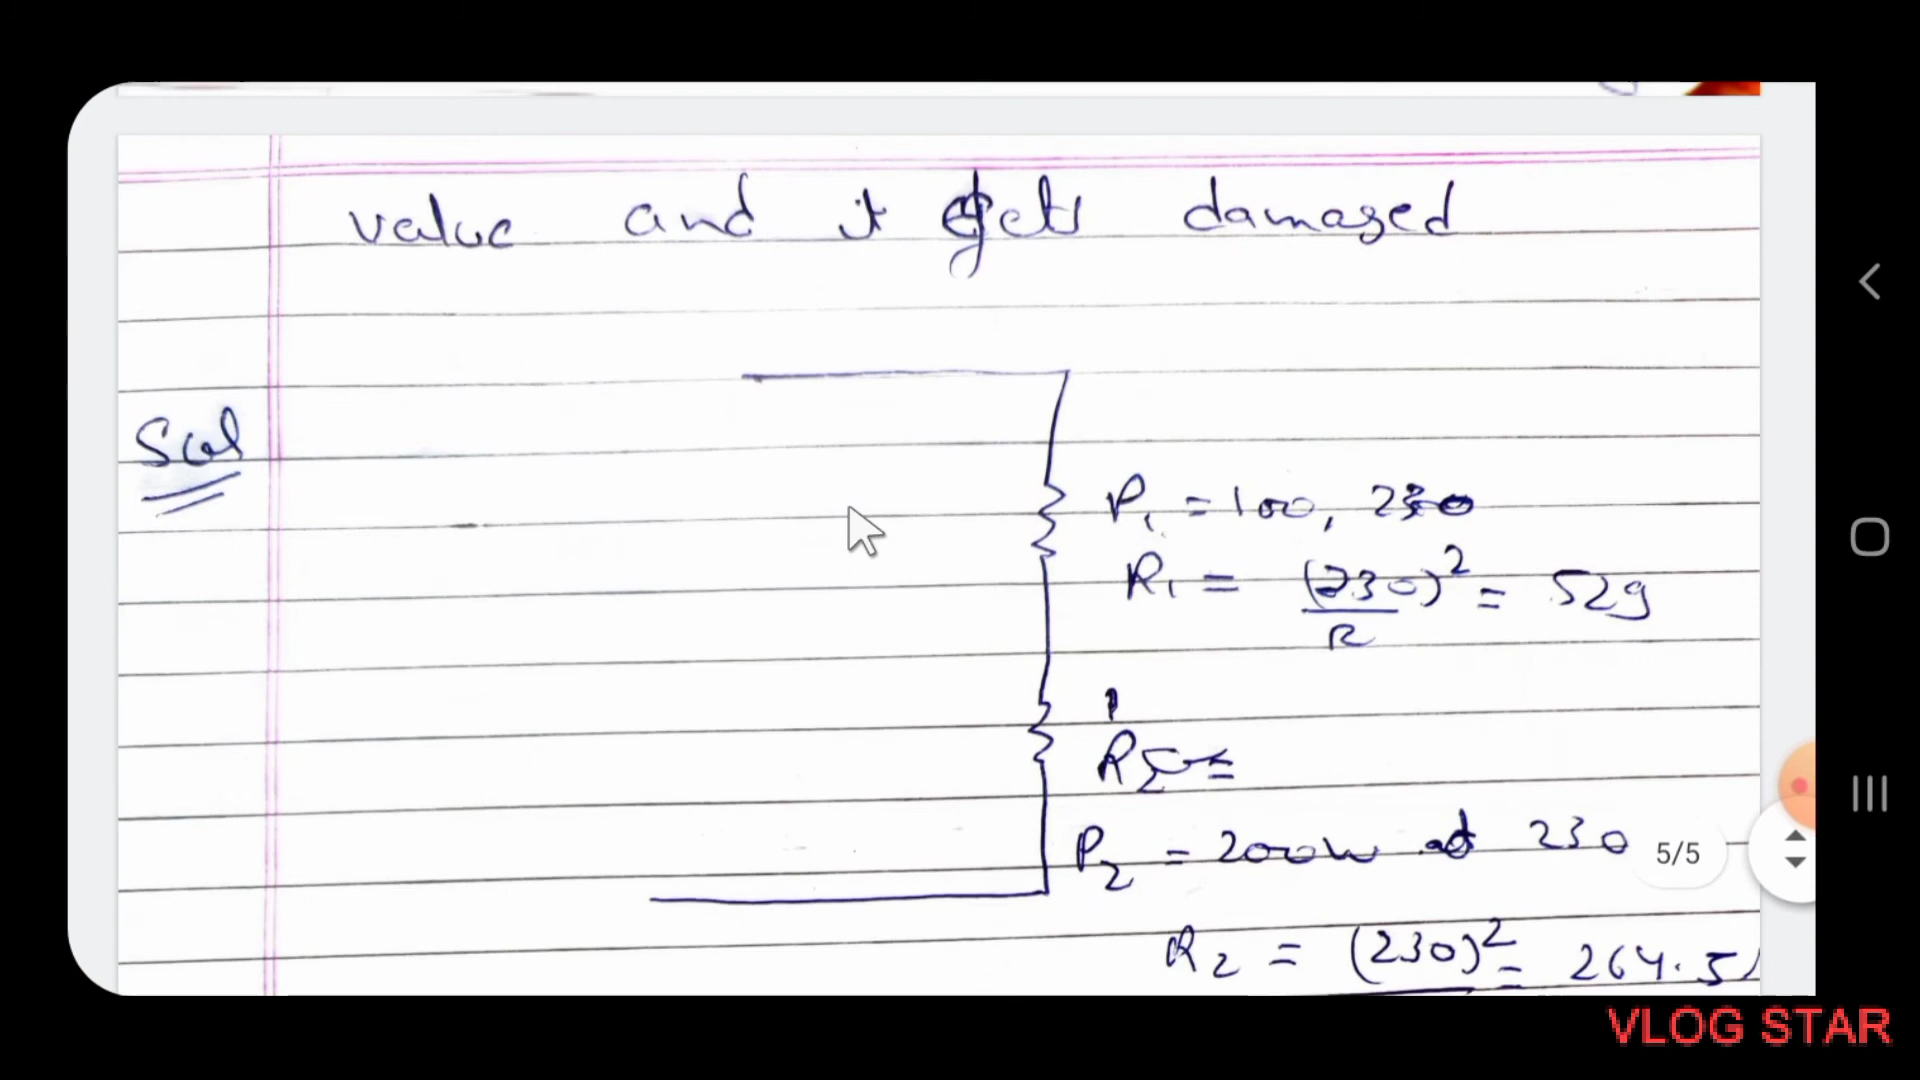 value and it gets damaged
Sol
P₁ = 100, 230
R₁ = (230)² = 529
R
R₂ =
P₂ = 200W at 230
5/5
R₂ = (230)² = 264.5
VLOG STAR